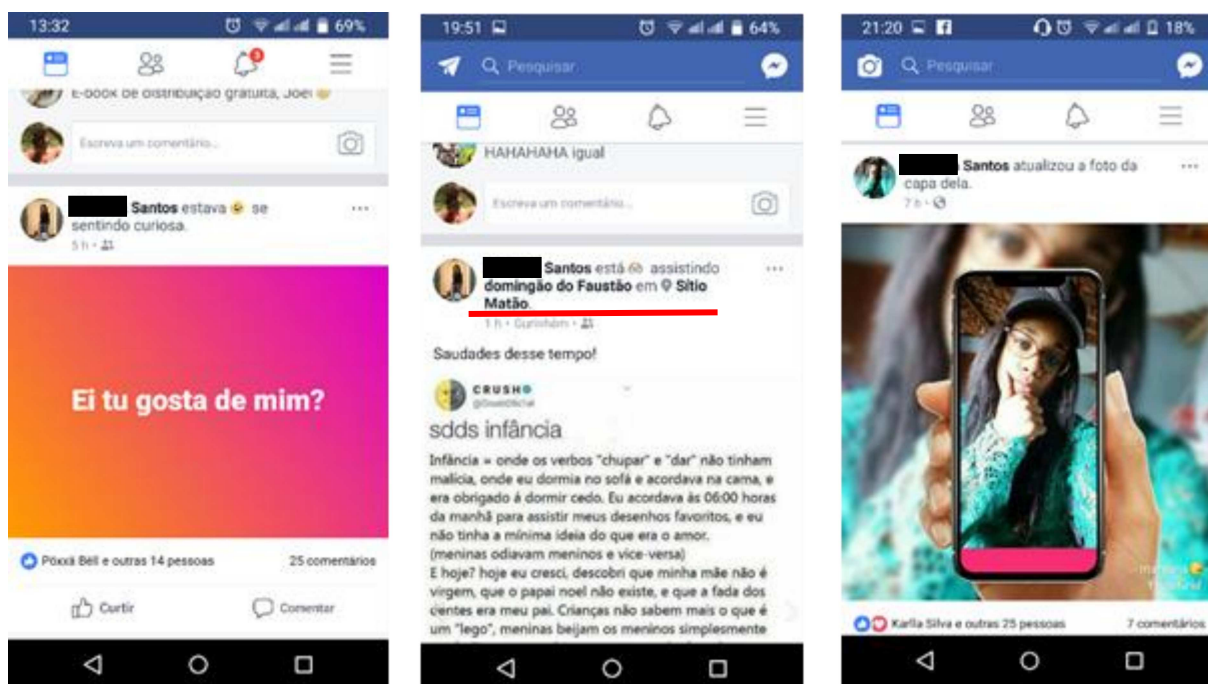 13:32
69%
3
E-book de distribuição gratuita, Joel
Escreva um comentário...
Santos estava se
sentindo curiosa.
5 h
Ei tu gosta de mim?
Pöxxä Bëll e outras 14 pessoas
25 comentários
Curtir
Comentar
19:51
64%
Pesquisar
HAHAHAHA igual
Escreva um comentário...
Santos está assistindo
domingão do Faustão em Sítio
Matão.
1 h • Gurinhém
Saudades desse tempo!
CRUSH
sdds infância
Infância = onde os verbos "chupar" e "dar" não tinham
malícia, onde eu dormia no sofá e acordava na cama, e
era obrigado á dormir cedo. Eu acordava às 06:00 horas
da manhã para assistir meus desenhos favoritos, e eu
não tinha a mínima ideia do que era o amor.
(meninas odiavam meninos e vice-versa)
E hoje? hoje eu cresci, descobri que minha mãe não é
virgem, que o papai noel não existe, e que a fada dos
dentes era meu pai. Crianças não sabem mais o que é
um "lego", meninas beijam os meninos simplesmente
21:20
18%
Pesquisar
Santos atualizou a foto da
capa dela.
7 h
Karlla Silva e outras 25 pessoas
7 comentários